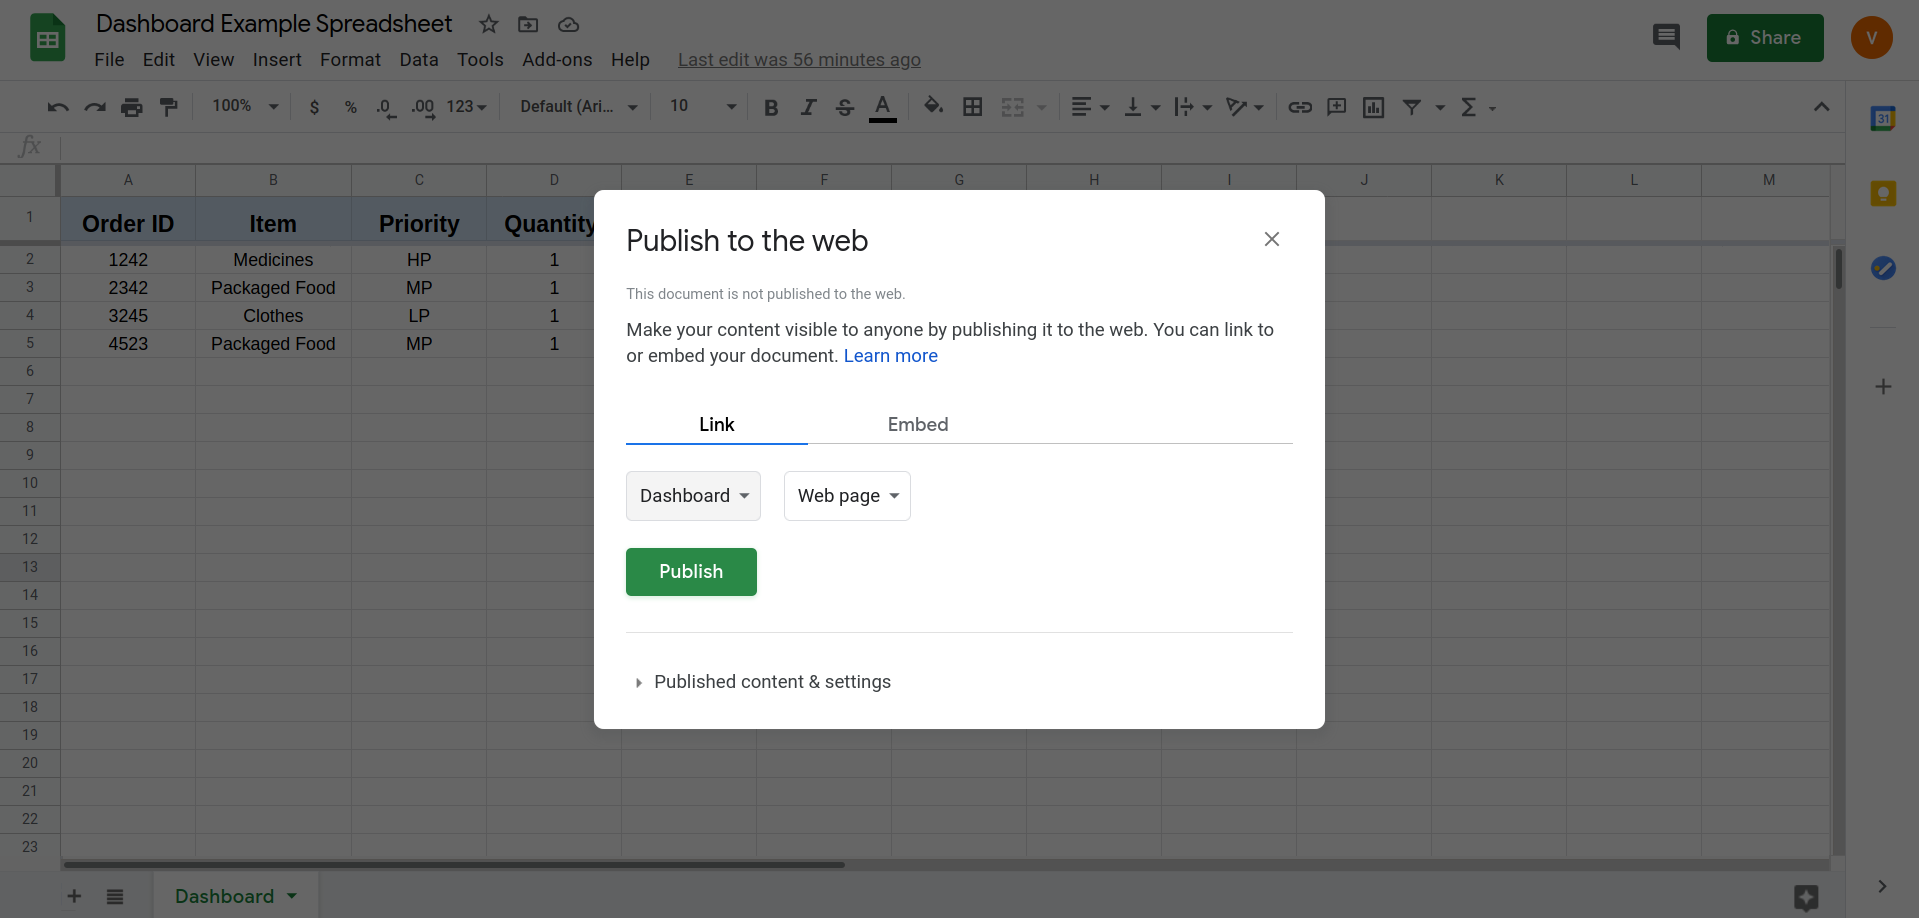 Dashboard Example Spreadsheet
File Edit View Insert Format Data Tools Add-ons Help Last edit was 56 minutes ago
Share V
100% $ % .0 .00 123 Default (Ari... 10 B I S A Σ
31
fx
A B C D E F G H I J K L M
1 Order ID Item Priority Quantity
2 1242 Medicines HP 1
3 2342 Packaged Food MP 1
4 3245 Clothes LP 1
5 4523 Packaged Food MP 1
6
7
8
9
10
11
12
13
14
15
16
17
18
19
20
21
22
23
Publish to the web
This document is not published to the web.
Make your content visible to anyone by publishing it to the web. You can link to
or embed your document. Learn more
Link Embed
Dashboard Web page
Publish
Published content & settings
Dashboard